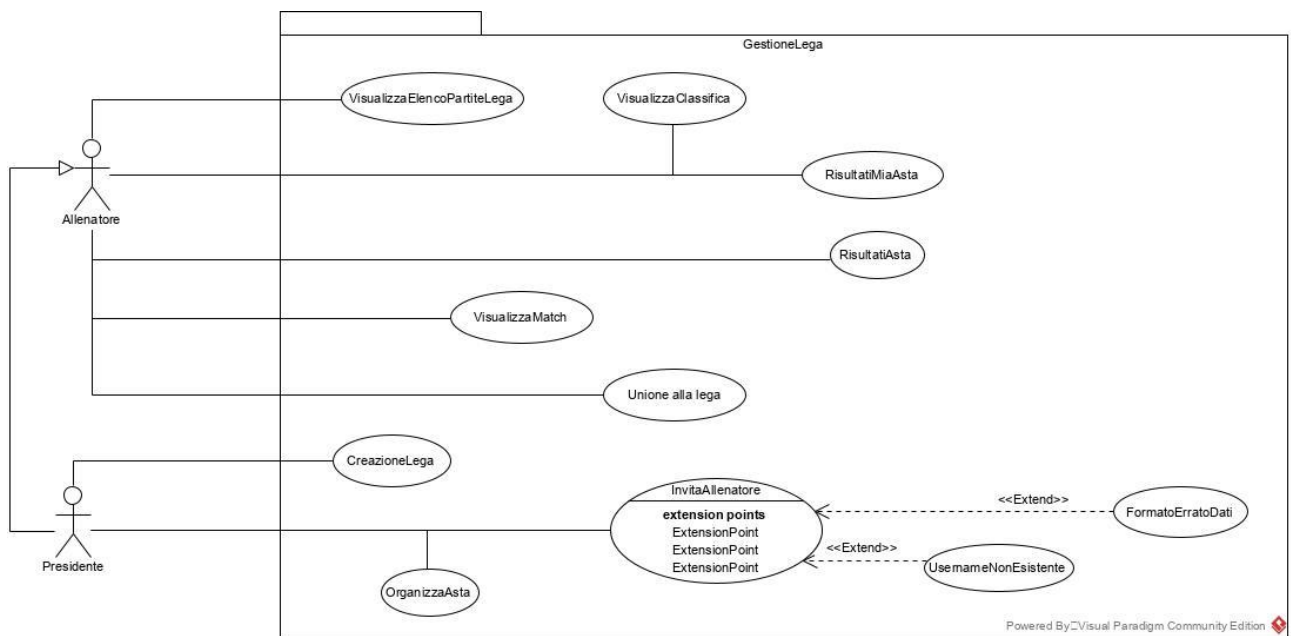 GestioneLega
VisualizzaElencoPartiteLega
VisualizzaClassifica
RisultatiMiaAsta
Allenatore
RisultatiAsta
VisualizzaMatch
Unione alla lega
CreazioneLega
InvitaAllenatore
extension points
ExtensionPoint
ExtensionPoint
ExtensionPoint
<<Extend>>
FormatoErratoDati
<<Extend>>
UsernameNonEsistente
Presidente
OrganizzaAsta
Powered By□Visual Paradigm Community Edition